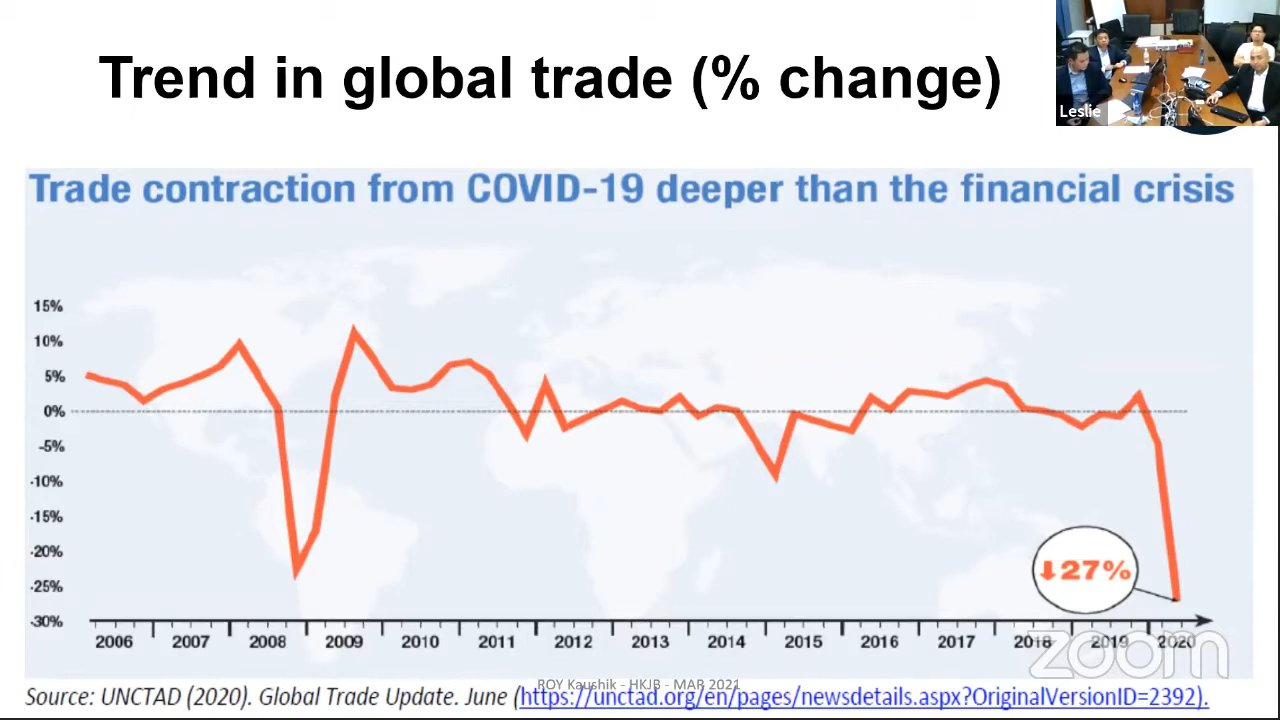 Trend in global trade (% change)
Leslie
Trade contraction from COVID-19 deeper than the financial crisis
15%
10%
5%
0%
-5%
-10%
-15%
-20%
-25%
-30%
27%
2006 2007 2008 2009 2010 2011 2012 2013 2014 2015 2016 2017 2018 2019 2020
zoom
ROY Kaushik - HKJB - MAR 2021
Source: UNCTAD (2020). Global Trade Update. June (https://unctad.org/en/pages/newsdetails.aspx?OriginalVersionID=2392).